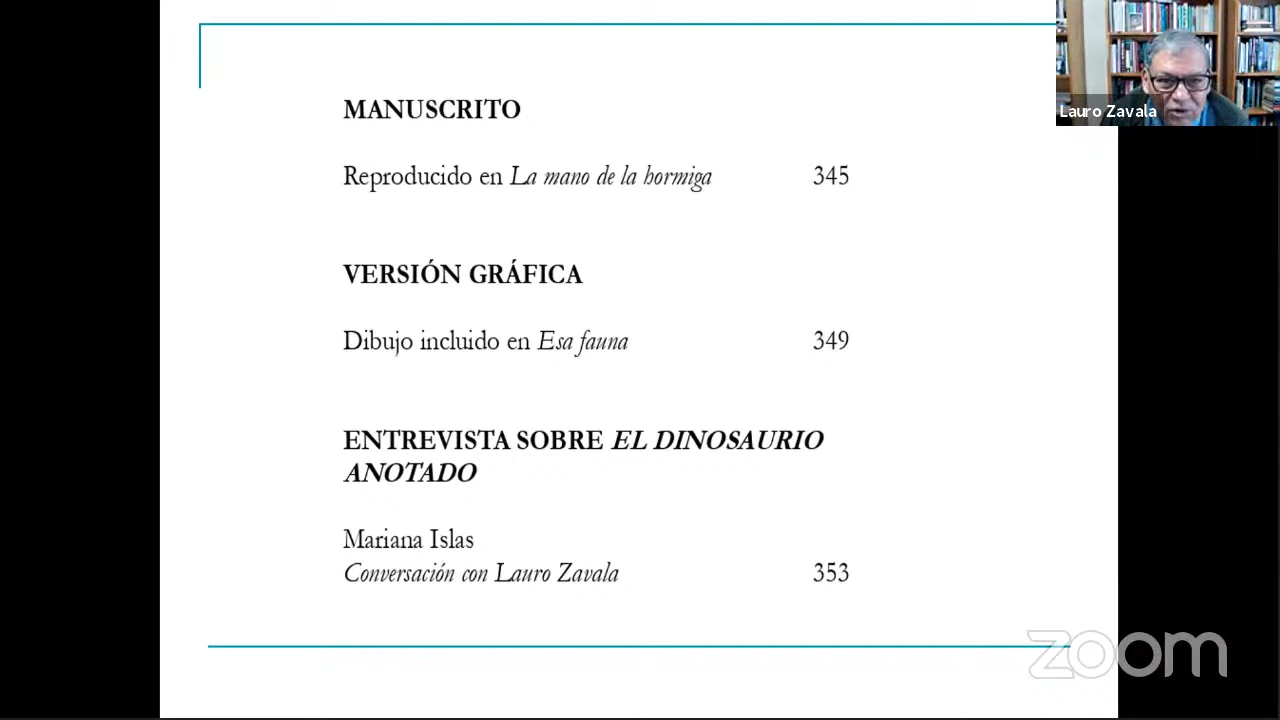 MANUSCRITO
Reproducido en La mano de la hormiga 345
VERSIÓN GRÁFICA
Dibujo incluido en Esa fauna 349
ENTREVISTA SOBRE EL DINOSAURIO
ANOTADO
Mariana Islas
Conversación con Lauro Zavala 353
Lauro Zavala
zoom